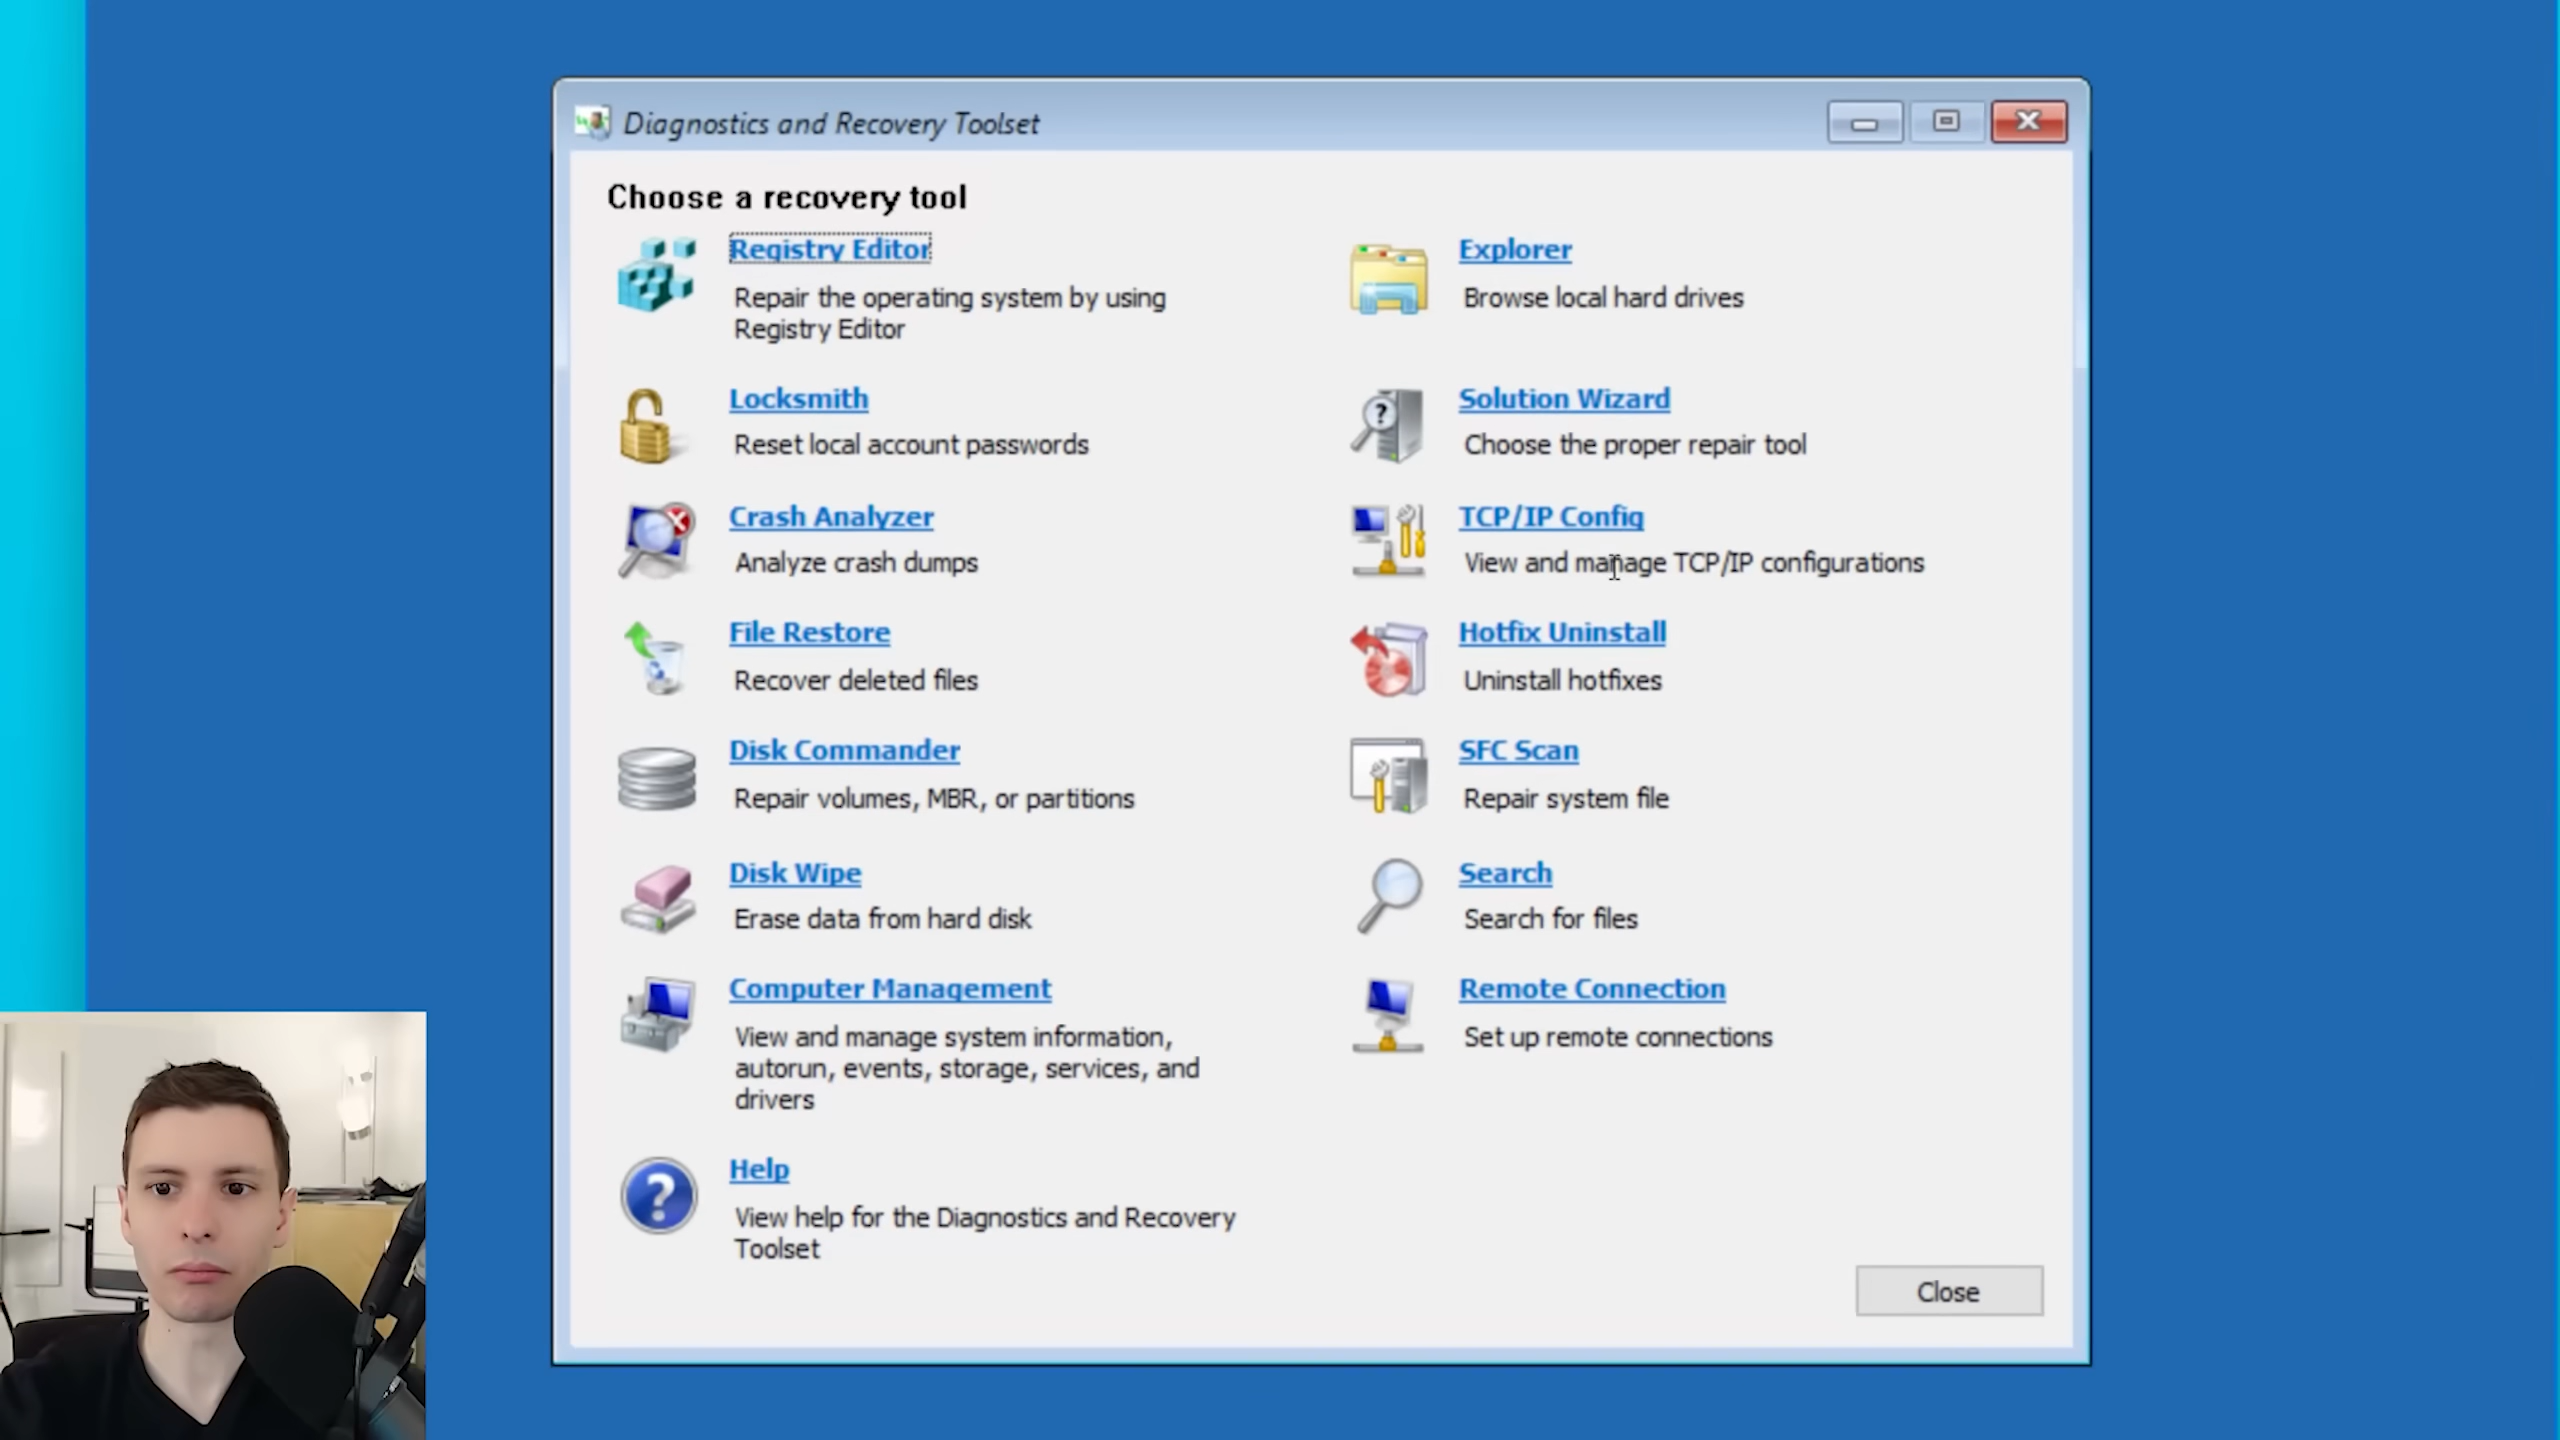 Diagnostics and Recovery Toolset
Choose a recovery tool
Registry Editor
Repair the operating system by using
Registry Editor
Explorer
Browse local hard drives
Locksmith
Reset local account passwords
Solution Wizard
Choose the proper repair tool
Crash Analyzer
Analyze crash dumps
TCP/IP Config
View and manage TCP/IP configurations
File Restore
Recover deleted files
Hotfix Uninstall
Uninstall hotfixes
Disk Commander
Repair volumes, MBR, or partitions
SFC Scan
Repair system file
Disk Wipe
Erase data from hard disk
Search
Search for files
Computer Management
View and manage system information,
autorun, events, storage, services, and
drivers
Remote Connection
Set up remote connections
Help
View help for the Diagnostics and Recovery
Toolset
Close